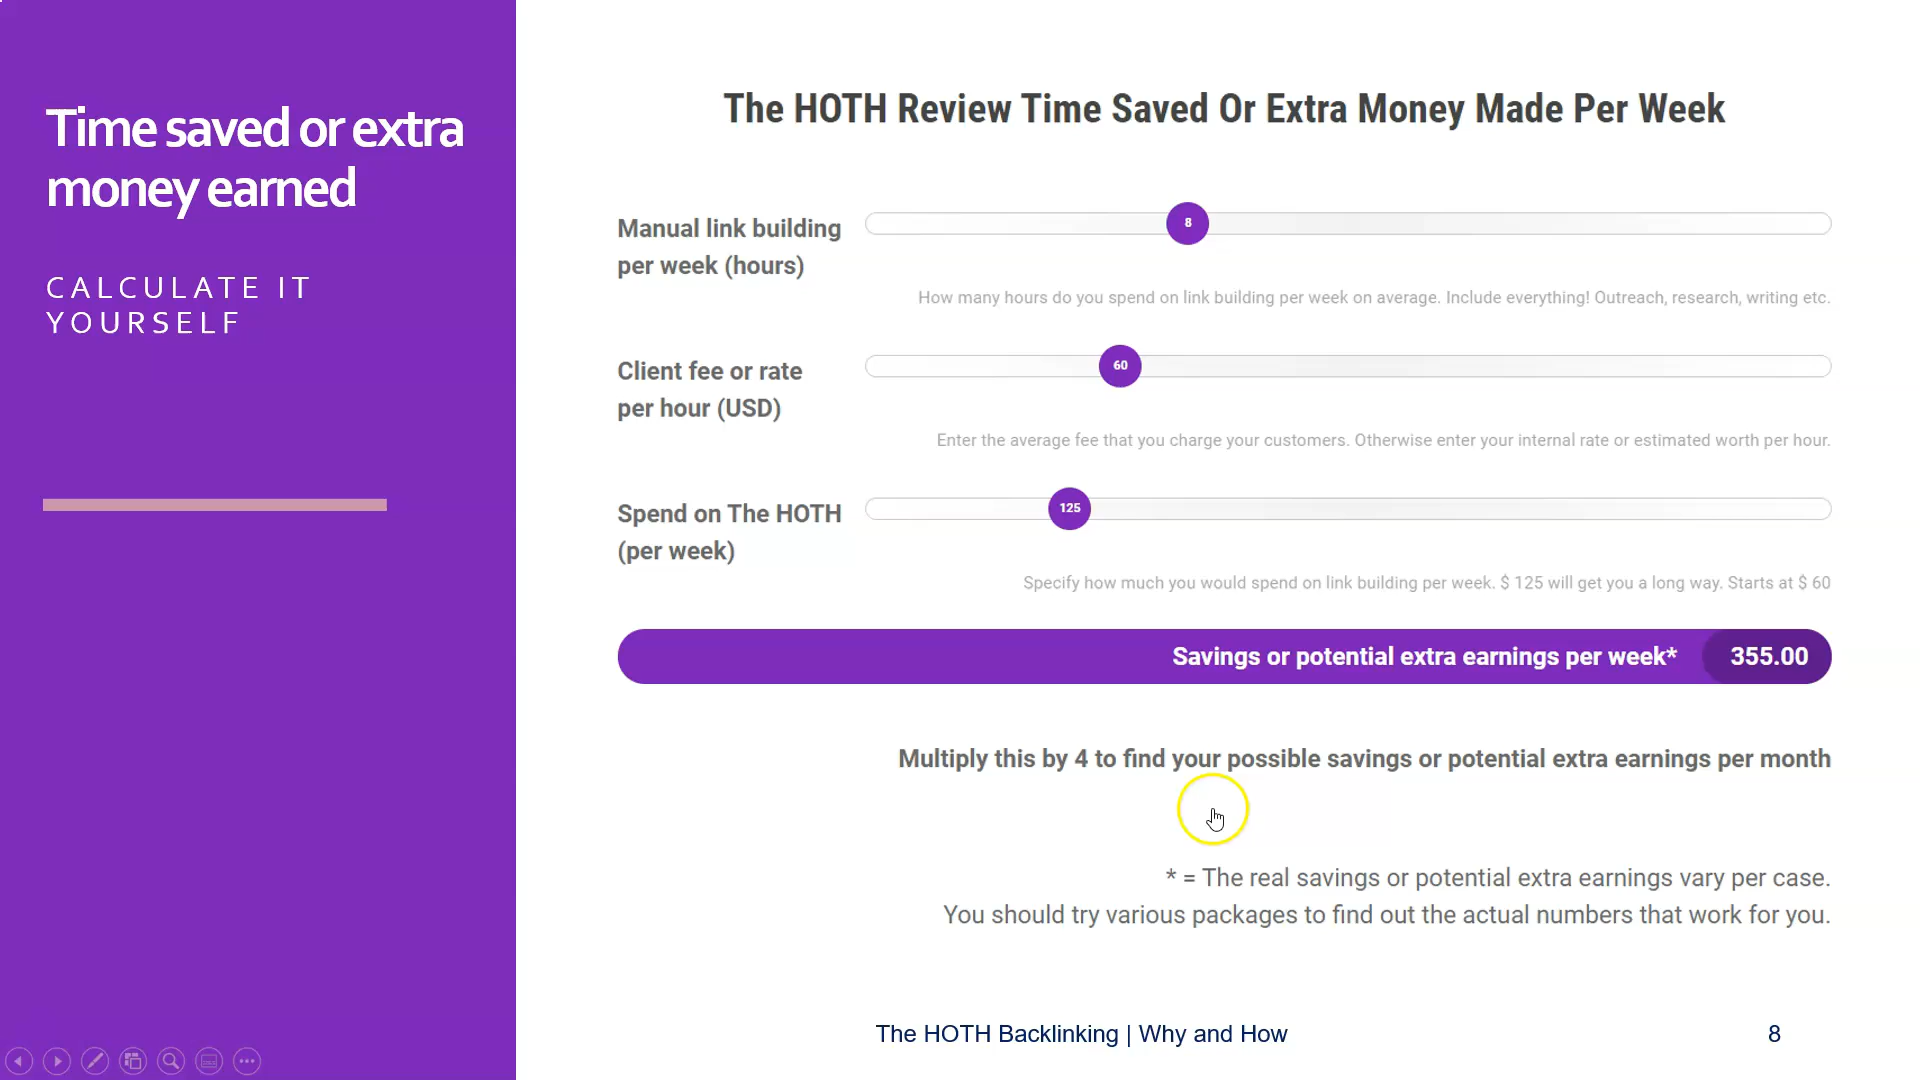 Time saved or extra
money earned
CALCULATE IT
YOURSELF
The HOTH Review Time Saved Or Extra Money Made Per Week
Manual link building
per week (hours)
8
How many hours do you spend on link building per week on average. Include everything! Outreach, research, writing etc.
Client fee or rate
per hour (USD)
60
Enter the average fee that you charge your customers. Otherwise enter your internal rate or estimated worth per hour.
Spend on The HOTH
(per week)
125
Specify how much you would spend on link building per week. $ 125 will get you a long way. Starts at $ 60
Savings or potential extra earnings per week* 355.00
Multiply this by 4 to find your possible savings or potential extra earnings per month
* = The real savings or potential extra earnings vary per case.
You should try various packages to find out the actual numbers that work for you.
The HOTH Backlinking | Why and How
8